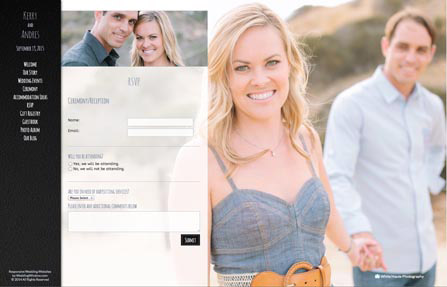 Kerry
and
Andres
September 19, 2015
Welcome
Our Story
Wedding Events
Ceremony
Accommodation Ideas
RSVP
Gift Registry
Guestbook
Photo Album
Our Blog
Responsive Wedding Websites
by WeddingWindow.com
© 2014 All Rights Reserved
RSVP
Ceremony/Reception
Name:
Email:
Will you be attending?
Yes, we will be attending.
No, we will not be attending.
Are you in need of babysitting services?
Please Select
Please enter any additional comments below
Submit
WhiteHaute Photography